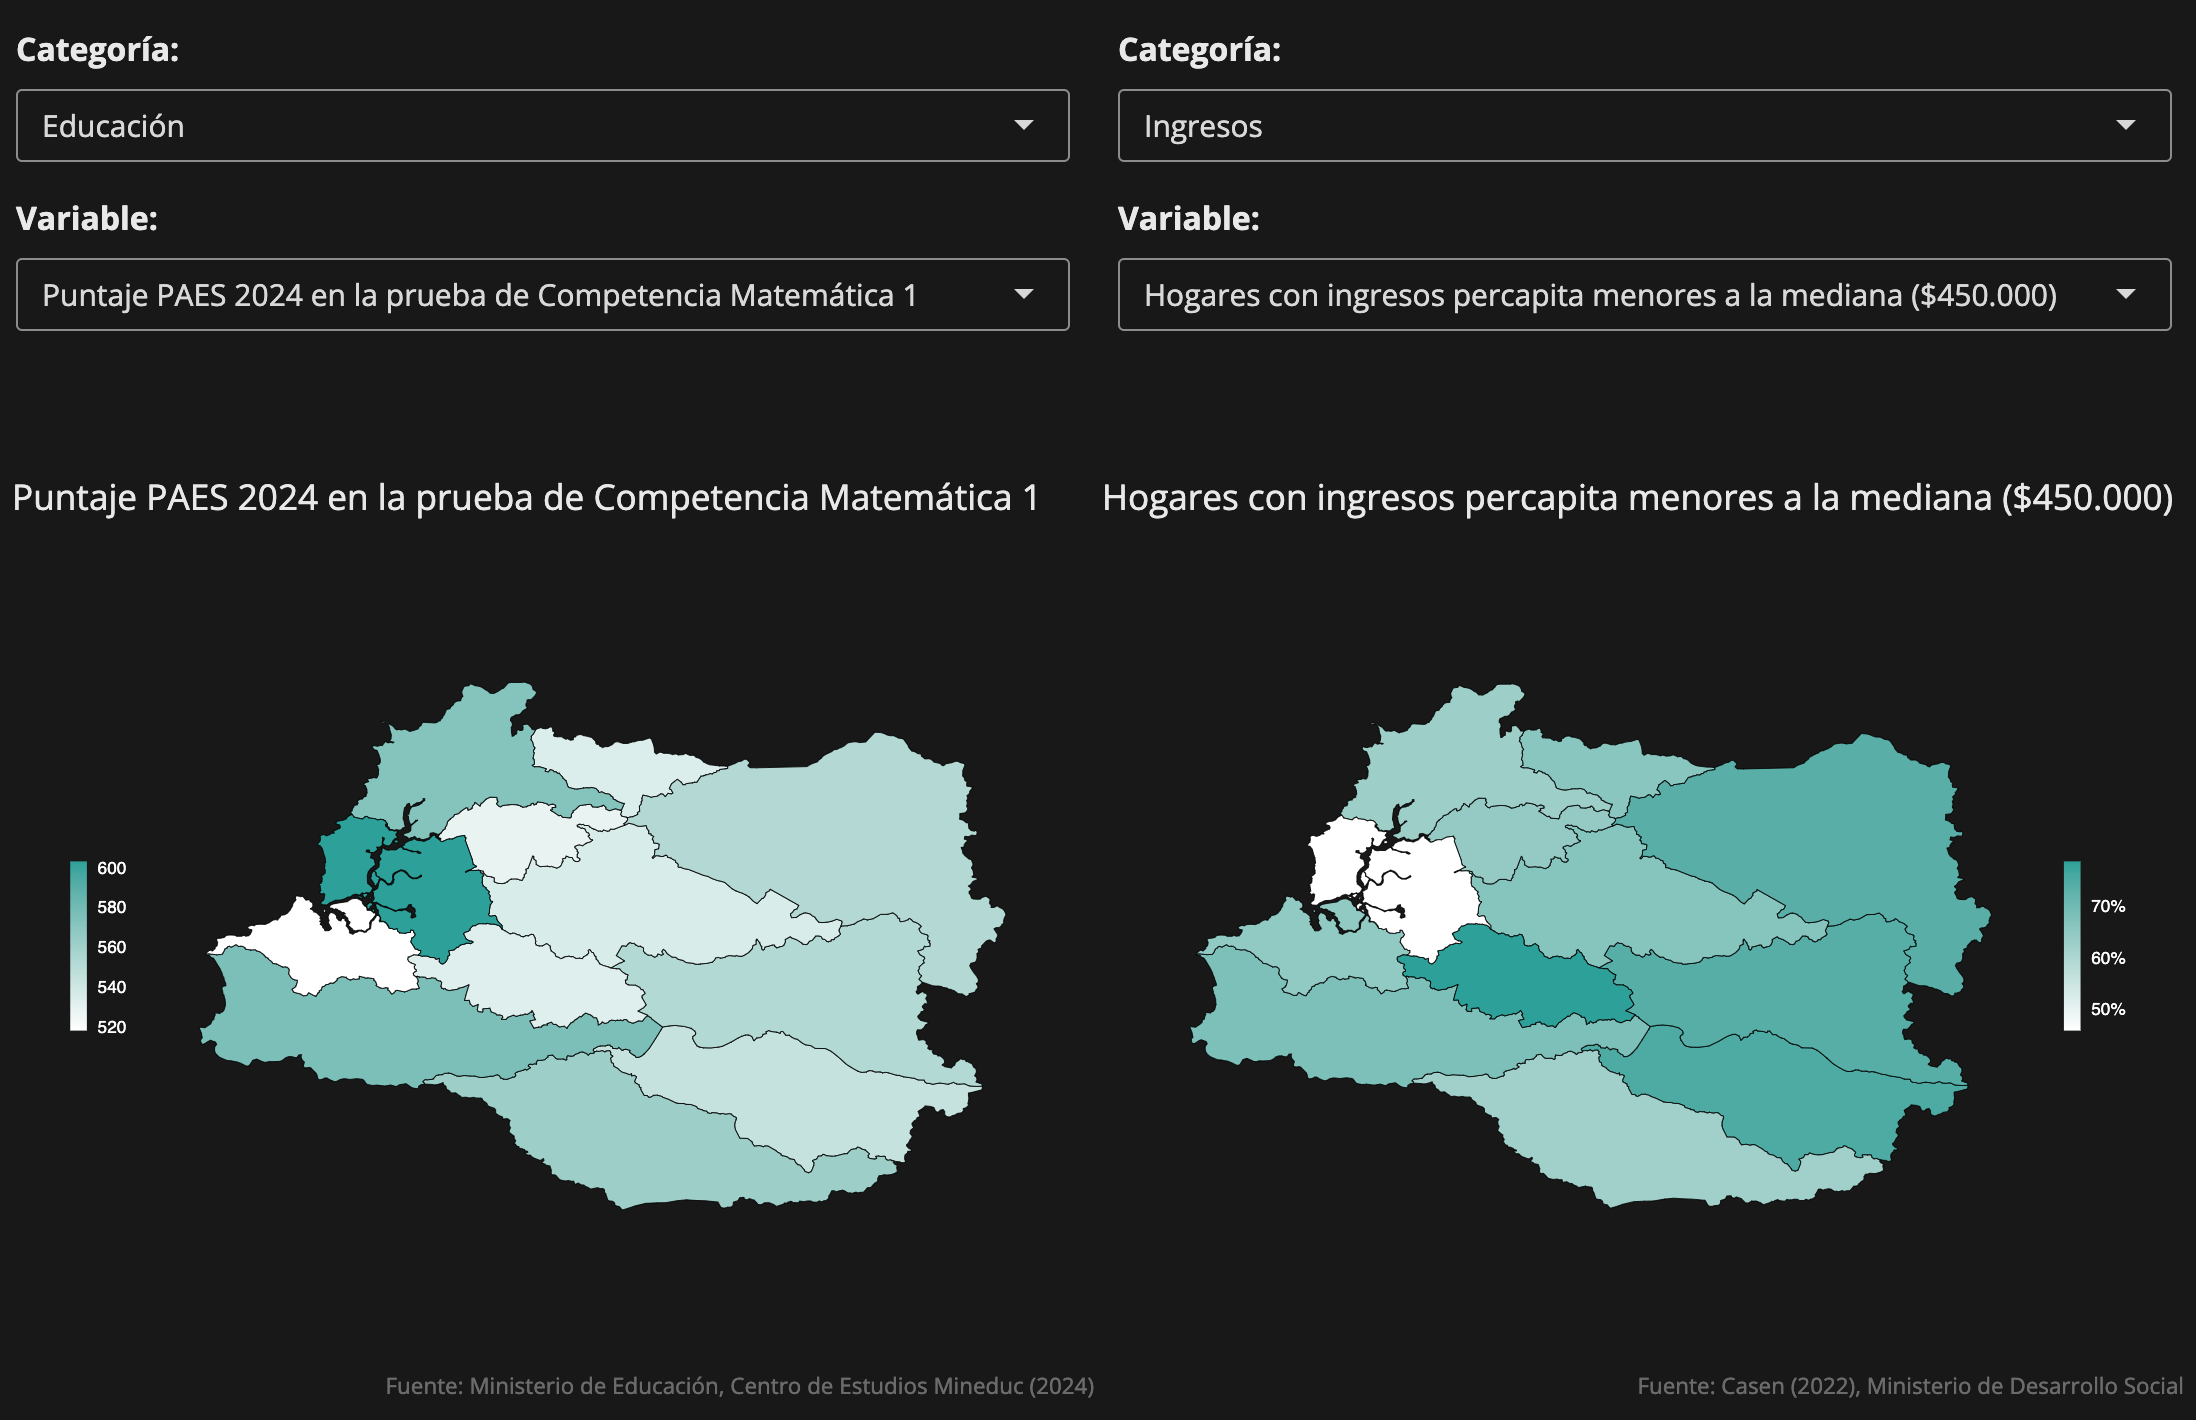 Categoría:
Educación
Variable:
Puntaje PAES 2024 en la prueba de Competencia Matemática 1
Categoría:
Ingresos
Variable:
Hogares con ingresos percapita menores a la mediana ($450.000)
Puntaje PAES 2024 en la prueba de Competencia Matemática 1
600
580
560
540
520
Fuente: Ministerio de Educación, Centro de Estudios Mineduc (2024)
Hogares con ingresos percapita menores a la mediana ($450.000)
70%
60%
50%
Fuente: Casen (2022), Ministerio de Desarrollo Social